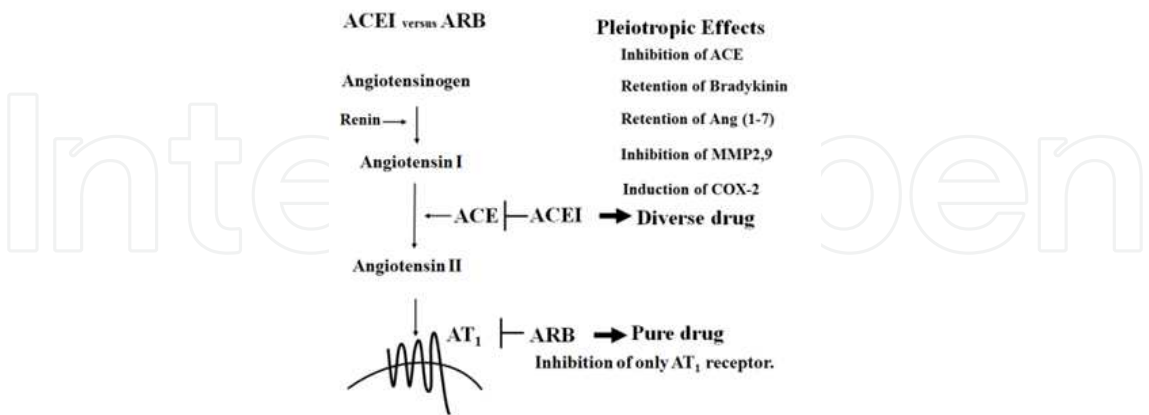 ACEI versus ARB
Pleiotropic Effects
Inhibition of ACE
Angiotensinogen
Retention of Bradykinin
Renin
Retention of Ang (1-7)
Angiotensin I
Inhibition of MMP2,9
Induction of COX-2
ACE ACEI Diverse drug
Angiotensin II
AT1 ARB Pure drug
Inhibition of only AT1 receptor.